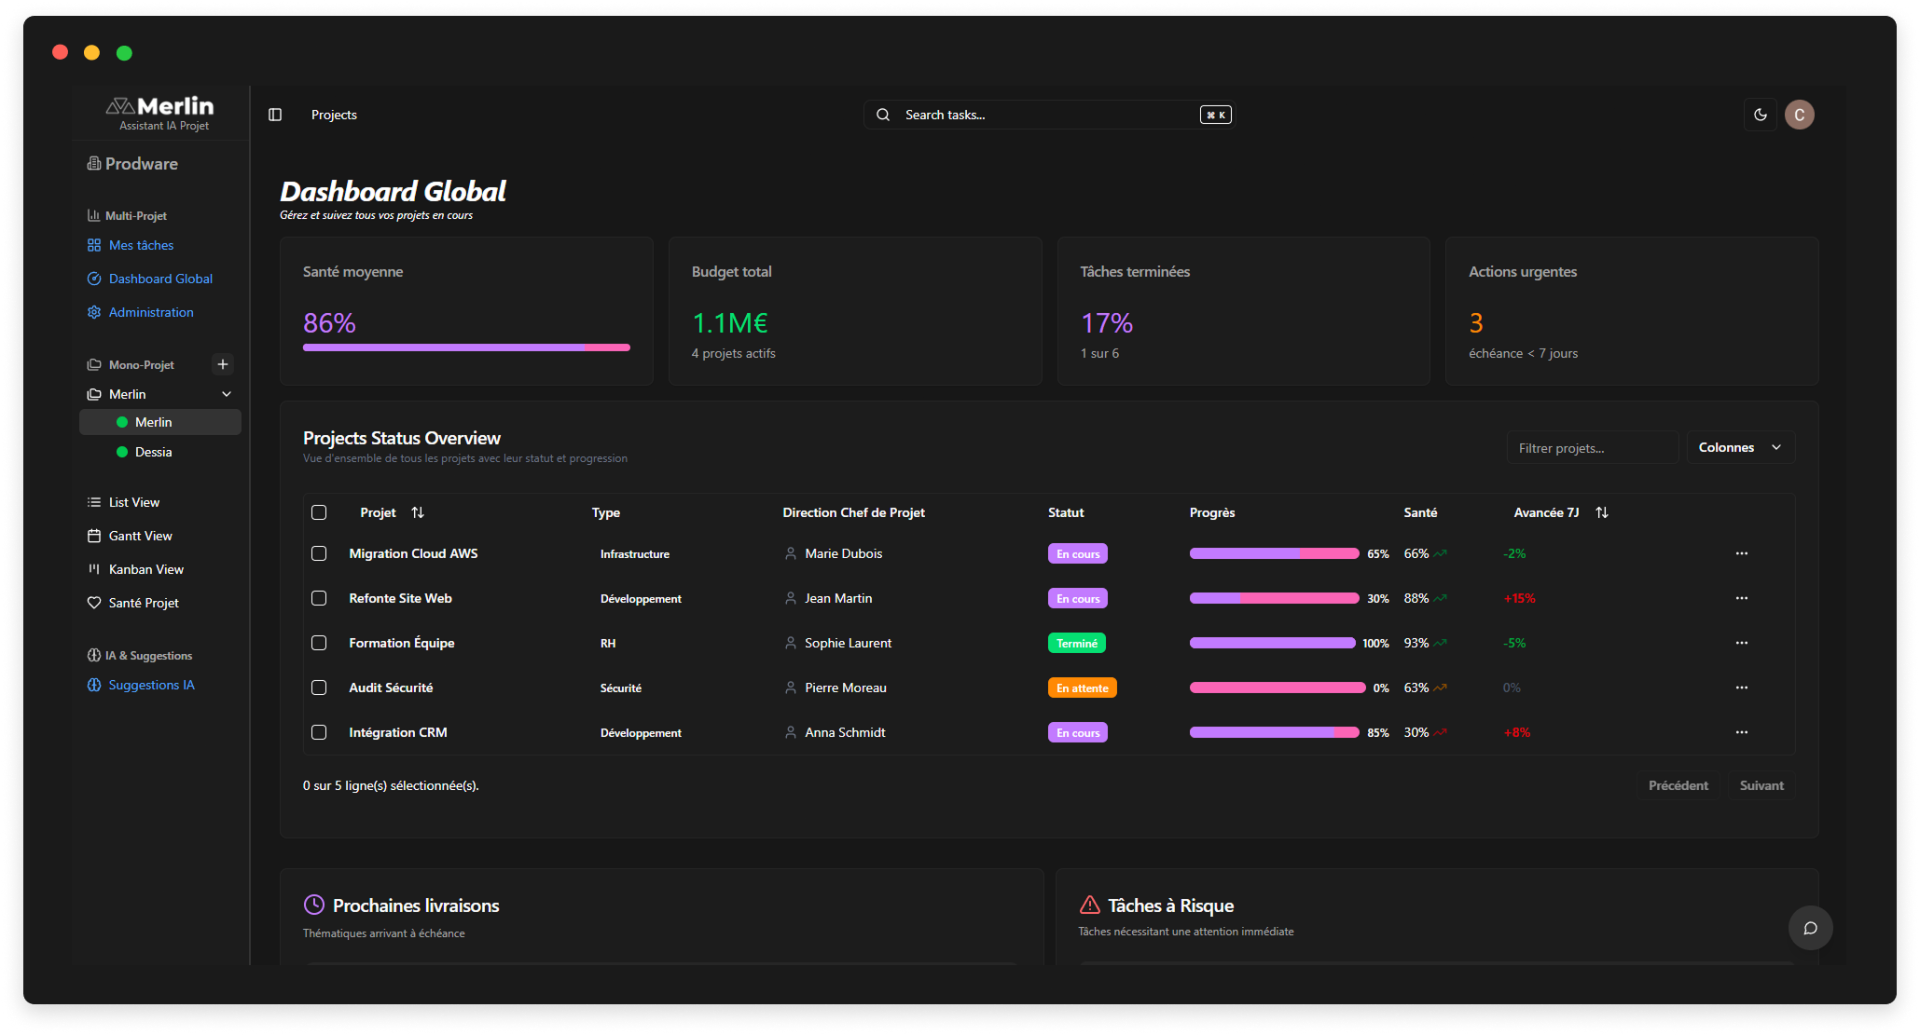 Merlin
Assistant IA Projet
Prodware
Multi-Projet
Mes tâches
Dashboard Global
Administration
Mono-Projet
Merlin
Merlin
Dessia
List View
Gantt View
Kanban View
Santé Projet
IA & Suggestions
Suggestions IA
Projects
Search tasks...
⌘ K
C
Dashboard Global
Gérez et suivez tous vos projets en cours
Santé moyenne
86%
Budget total
1.1M€
4 projets actifs
Tâches terminées
17%
1 sur 6
Actions urgentes
3
échéance < 7 jours
Projects Status Overview
Vue d'ensemble de tous les projets avec leur statut et progression
Filtrer projets...
Colonnes
Projet Type Direction Chef de Projet Statut Progrès Santé Avancée 7J
Migration Cloud AWS Infrastructure Marie Dubois En cours 65% 66% -2%
Refonte Site Web Développement Jean Martin En cours 30% 88% +15%
Formation Équipe RH Sophie Laurent Terminé 100% 93% -5%
Audit Sécurité Sécurité Pierre Moreau En attente 0% 63% 0%
Intégration CRM Développement Anna Schmidt En cours 85% 30% +8%
0 sur 5 ligne(s) sélectionnée(s).
Précédent
Suivant
Prochaines livraisons
Thématiques arrivant à échéance
Tâches à Risque
Tâches nécessitant une attention immédiate